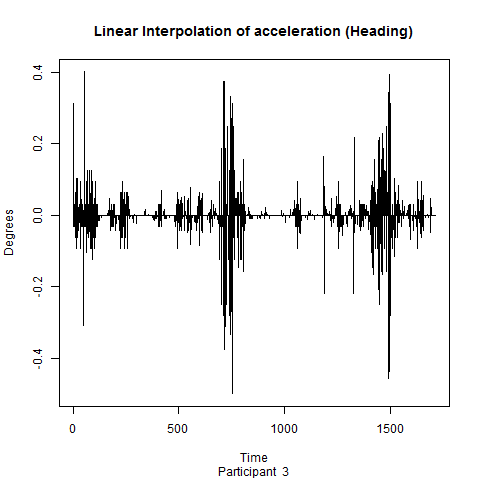 Linear Interpolation of acceleration (Heading)
Degrees
0.4
0.2
0.0
-0.2
-0.4
0 500 1000 1500
Time
Participant 3